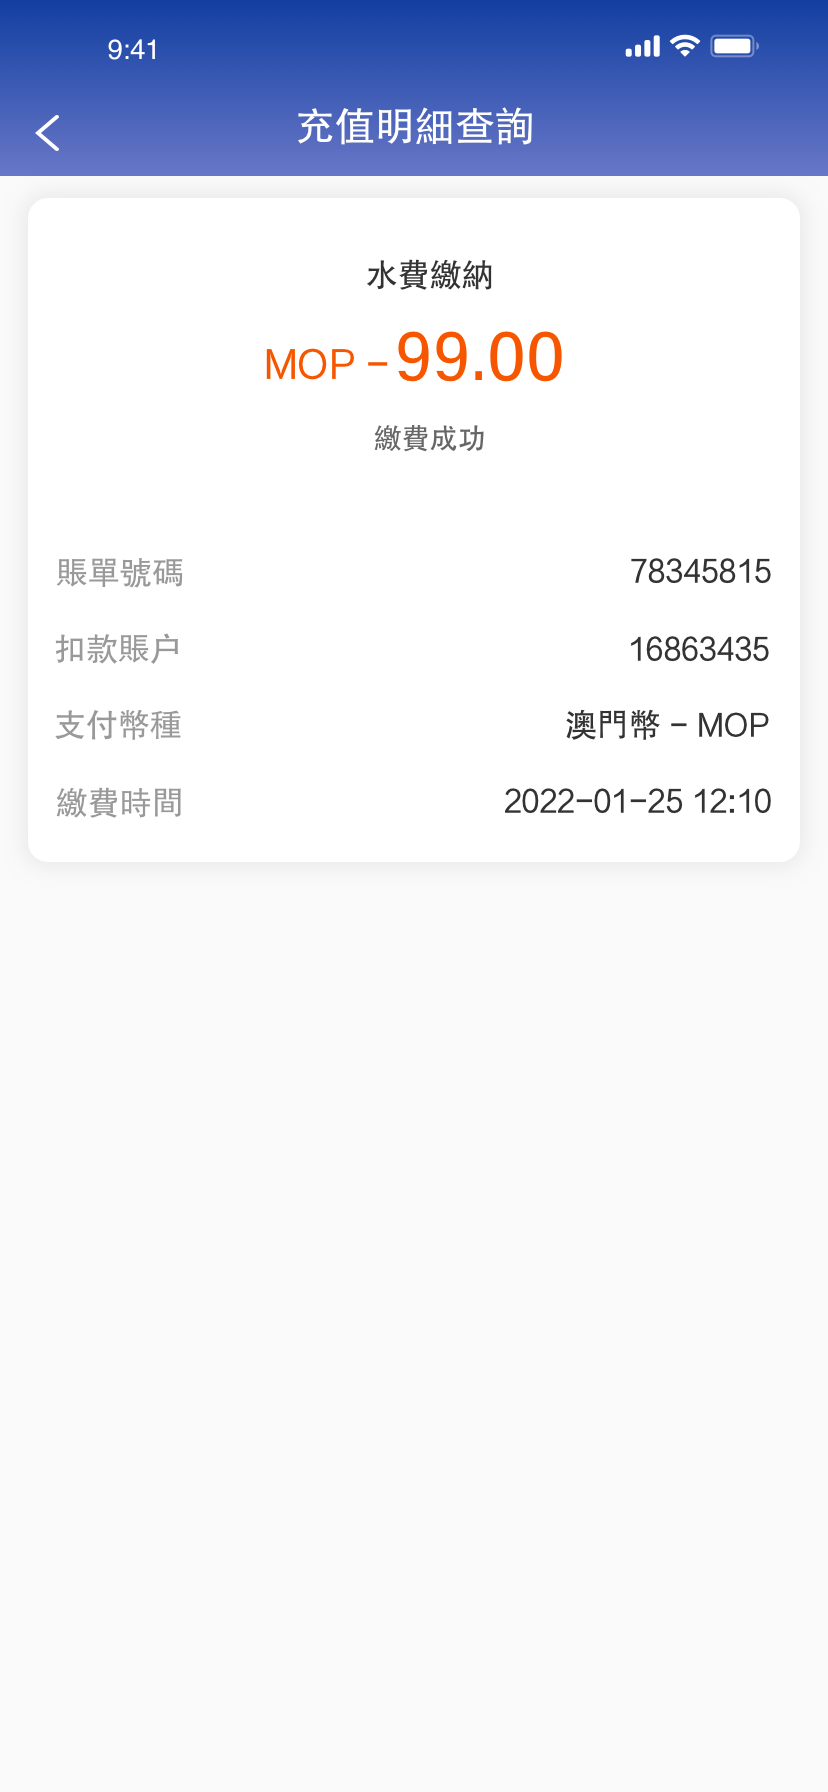 9:41
充值明細查詢
水費繳納
MOP -99.00
繳費成功
賬單號碼 78345815
扣款賬户 16863435
支付幣種 澳門幣 - MOP
繳費時間 2022-01-25 12:10